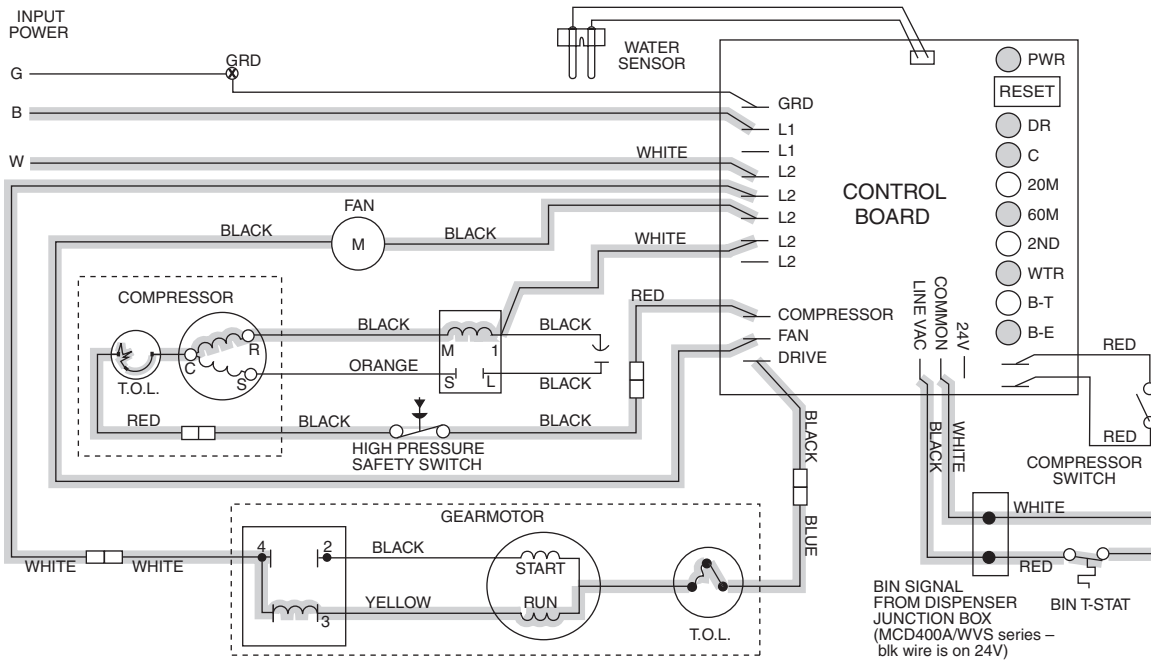 INPUT
POWER
G
GRD
B
W
WHITE
WATER
SENSOR
GRD
L1
L1
L2
L2
L2
L2
L2
CONTROL
BOARD
PWR
RESET
DR
C
20M
60M
2ND
WTR
B-T
B-E
FAN
BLACK
M
BLACK
WHITE
COMPRESSOR
RED
COMPRESSOR
FAN
DRIVE
LINE VAC
COMMON
24V
BLACK
M
1
BLACK
R
C
S
T.O.L.
ORANGE
S
L
BLACK
RED
BLACK
BLACK
HIGH PRESSURE
SAFETY SWITCH
RED
RED
COMPRESSOR
SWITCH
BLACK
BLUE
BLACK
WHITE
WHITE
RED
BIN T-STAT
GEARMOTOR
WHITE
WHITE
4
2
BLACK
START
3
YELLOW
RUN
T.O.L.
BIN SIGNAL
FROM DISPENSER
JUNCTION BOX
(MCD400A/WVS series –
blk wire is on 24V)